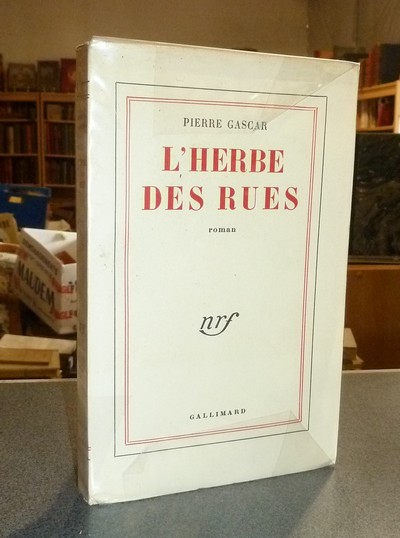 PIERRE GASCAR
L'HERBE
DES RUES
roman
nrf
GALLIMARD